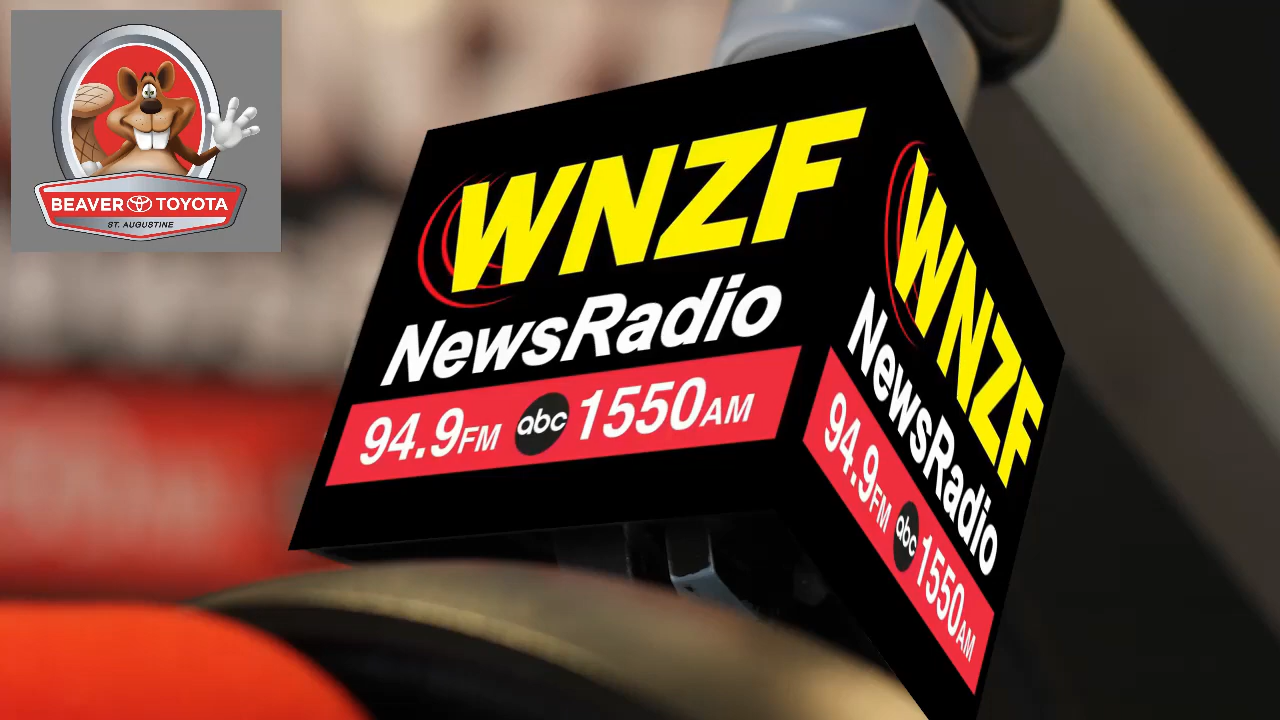 BEAVER TOYOTA
ST. AUGUSTINE
WNZF
NewsRadio
94.9FM abc 1550AM
WNZF
NewsRadio
94.9FM abc 1550AM